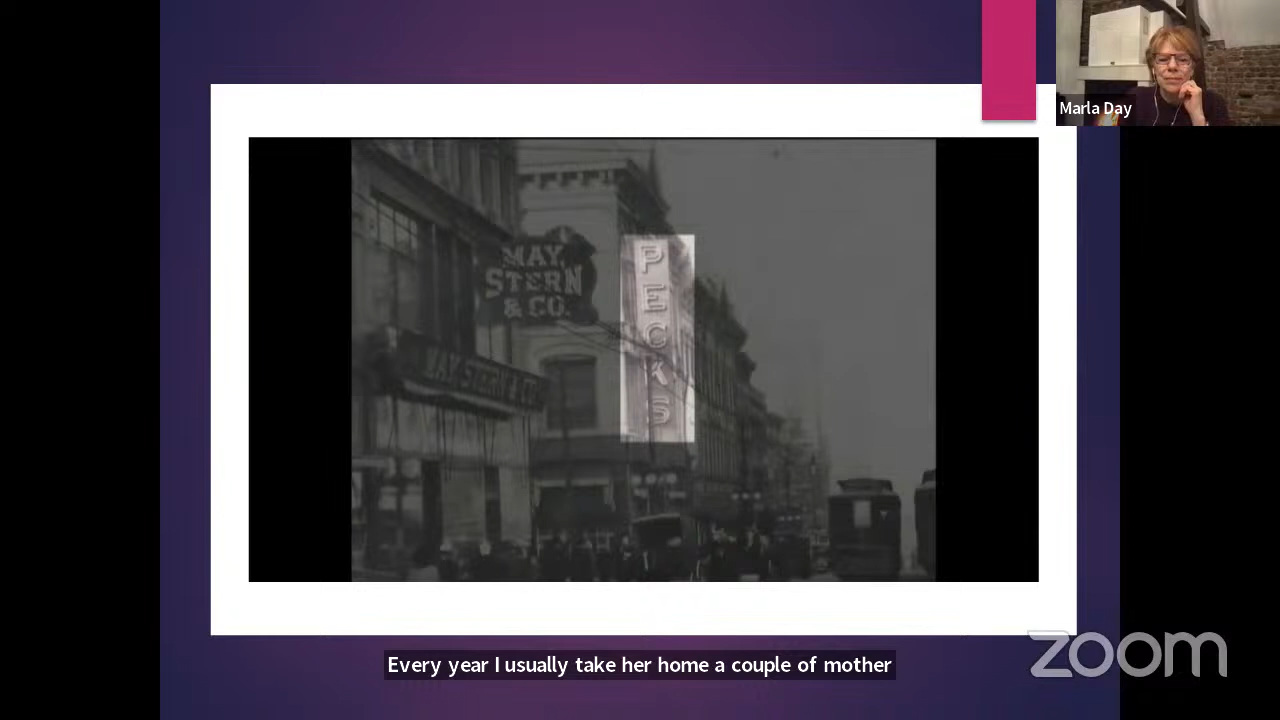 Marla Day
MAY,
STERN
& CO.
MAY, STERN & CO.
PECKS
Every year I usually take her home a couple of mother
zoom